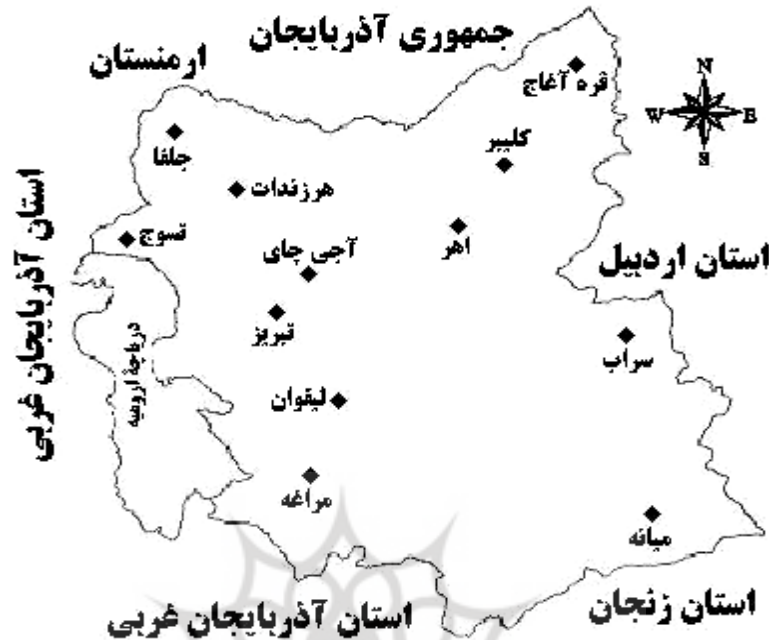 جمهوری آذربایجان
ارمنستان
قره آغاج
N
W E
S
کلیبر
جلفا
هرزندات
استان آذربایجان غربی
تسوج
آجی چای
اهر
استان اردبیل
تبریز
سراب
دریاچهٔ ارومیه
لیقوان
مراغه
میانه
استان زنجان
استان آذربایجان غربی